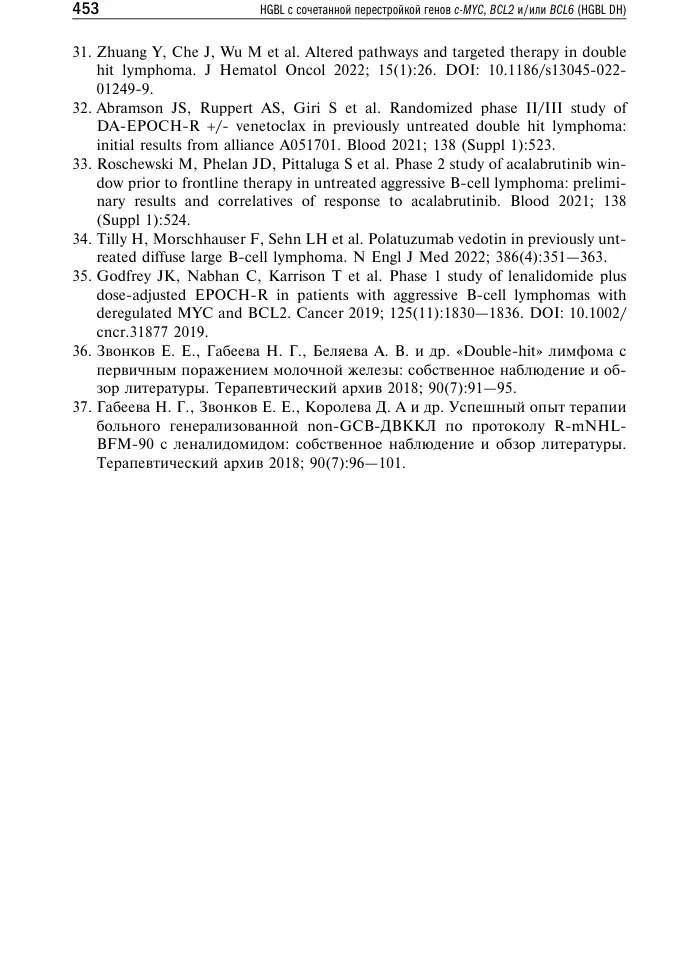 453
HGBL с сочетанной перестройкой генов c-MYC, BCL2 и/или BCL6 (HGBL DH)
31. Zhuang Y, Che J, Wu M et al. Altered pathways and targeted therapy in double
hit lymphoma. J Hematol Oncol 2022; 15(1):26. DOI: 10.1186/s13045-022-
01249-9.
32. Abramson JS, Ruppert AS, Giri S et al. Randomized phase II/III study of
DA-EPOCH-R +/- venetoclax in previously untreated double hit lymphoma:
initial results from alliance A051701. Blood 2021; 138 (Suppl 1):523.
33. Roschewski M, Phelan JD, Pittaluga S et al. Phase 2 study of acalabrutinib win-
dow prior to frontline therapy in untreated aggressive B-cell lymphoma: prelimi-
nary results and correlatives of response to acalabrutinib. Blood 2021; 138
(Suppl 1):524.
34. Tilly H, Morschhauser F, Sehn LH et al. Polatuzumab vedotin in previously unt-
reated diffuse large B-cell lymphoma. N Engl J Med 2022; 386(4):351—363.
35. Godfrey JK, Nabhan C, Karrison T et al. Phase 1 study of lenalidomide plus
dose-adjusted EPOCH-R in patients with aggressive B-cell lymphomas with
deregulated MYC and BCL2. Cancer 2019; 125(11):1830—1836. DOI: 10.1002/
cncr.31877 2019.
36. Звонков Е. Е., Габеева Н. Г., Беляева А. В. и др. «Double-hit» лимфома с
первичным поражением молочной железы: собственное наблюдение и об-
зор литературы. Терапевтический архив 2018; 90(7):91—95.
37. Габеева Н. Г., Звонков Е. Е., Королева Д. А и др. Успешный опыт терапии
больного генерализованной non-GCB-ДВККЛ по протоколу R-mNHL-
BFM-90 с леналидомидом: собственное наблюдение и обзор литературы.
Терапевтический архив 2018; 90(7):96—101.